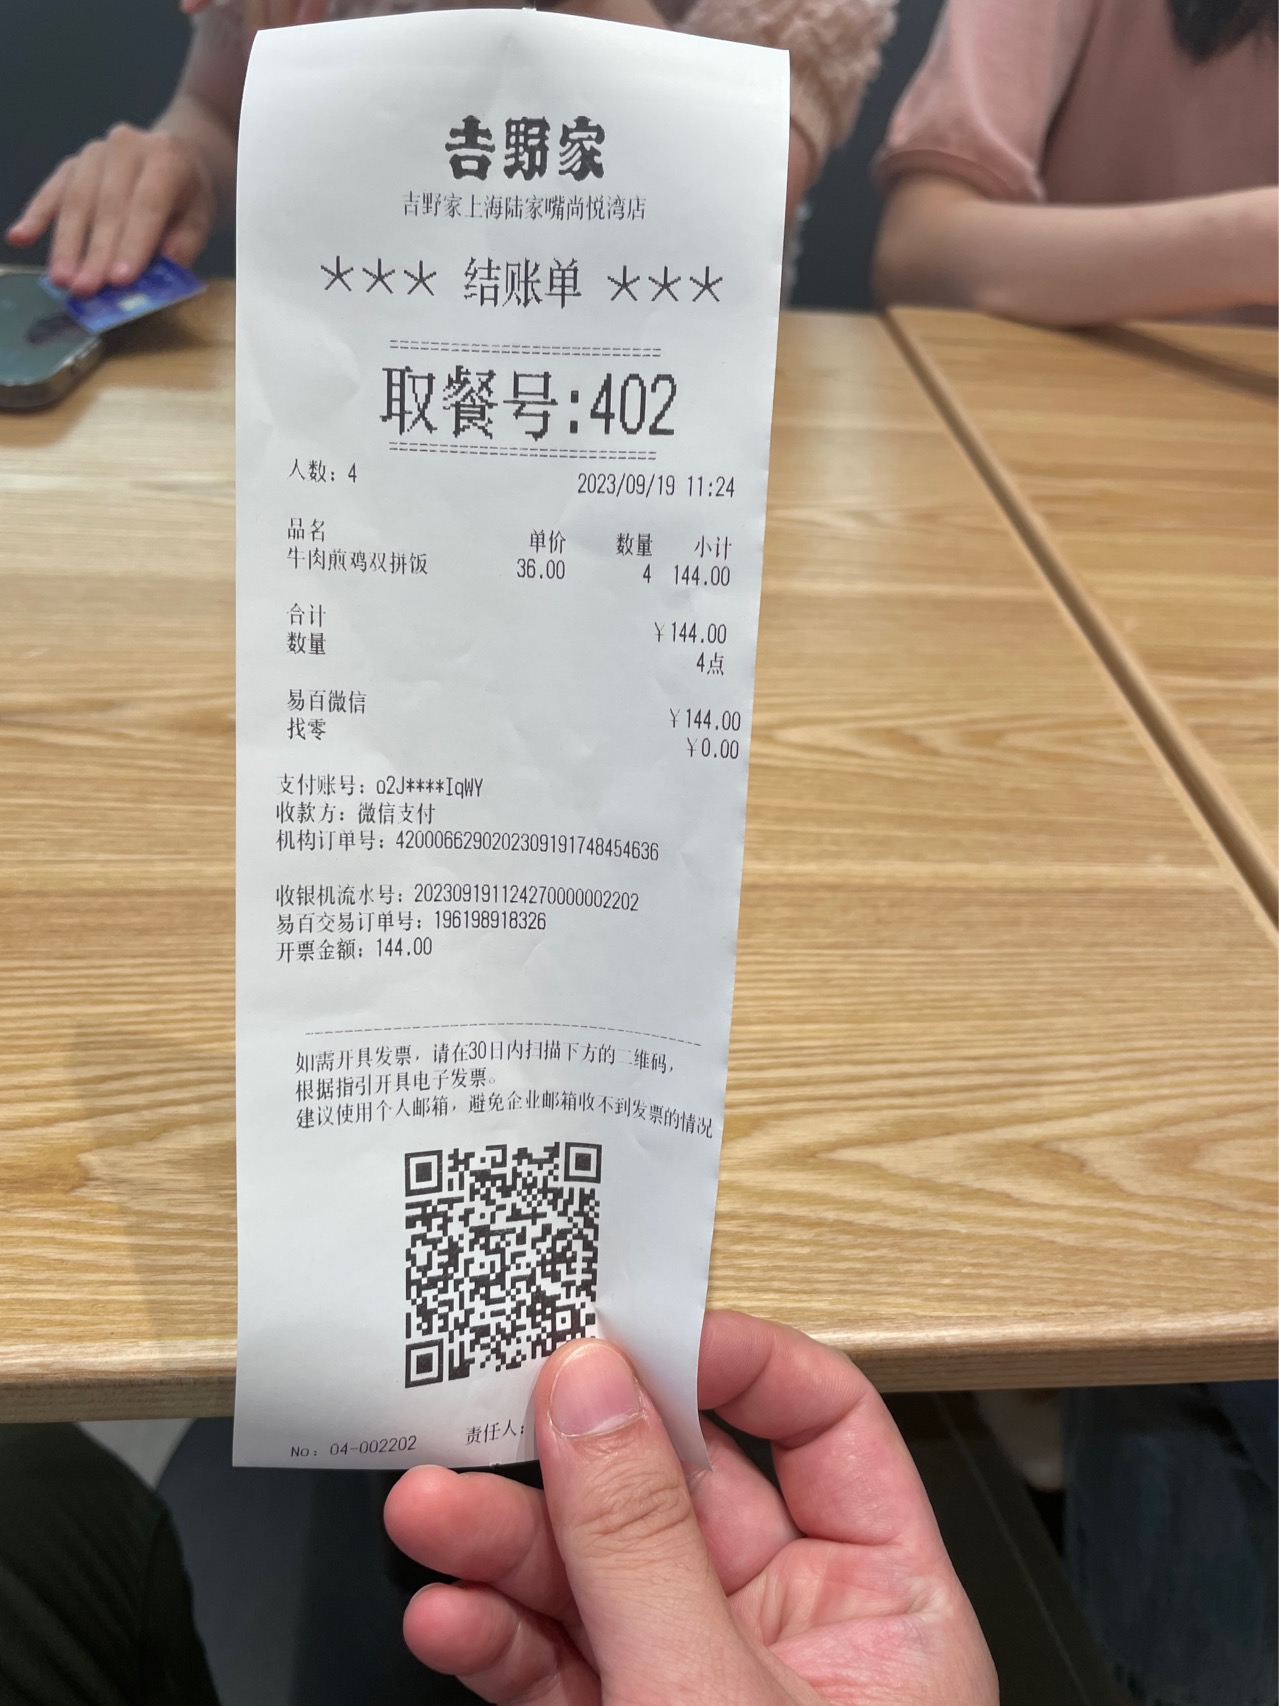 吉野家
吉野家上海陆家嘴尚悦湾店
*** 结账单 ***
============================
取餐号:402
============================
人数: 4 2023/09/19 11:24
品名 单价 数量 小计
牛肉煎鸡双拼饭 36.00 4 144.00
合计 ￥144.00
数量 4点
易百微信 ￥144.00
找零 ￥0.00
支付账号: o2J****IqWY
收款方: 微信支付
机构订单号: 4200066290202309191748454636
收银机流水号: 2023091911242700000002202
易百交易订单号: 196198918326
开票金额: 144.00
如需开具发票, 请在30日内扫描下方的二维码,
根据指引开具电子发票。
建议使用个人邮箱, 避免企业邮箱收不到发票的情况
No: 04-002202 责任人: